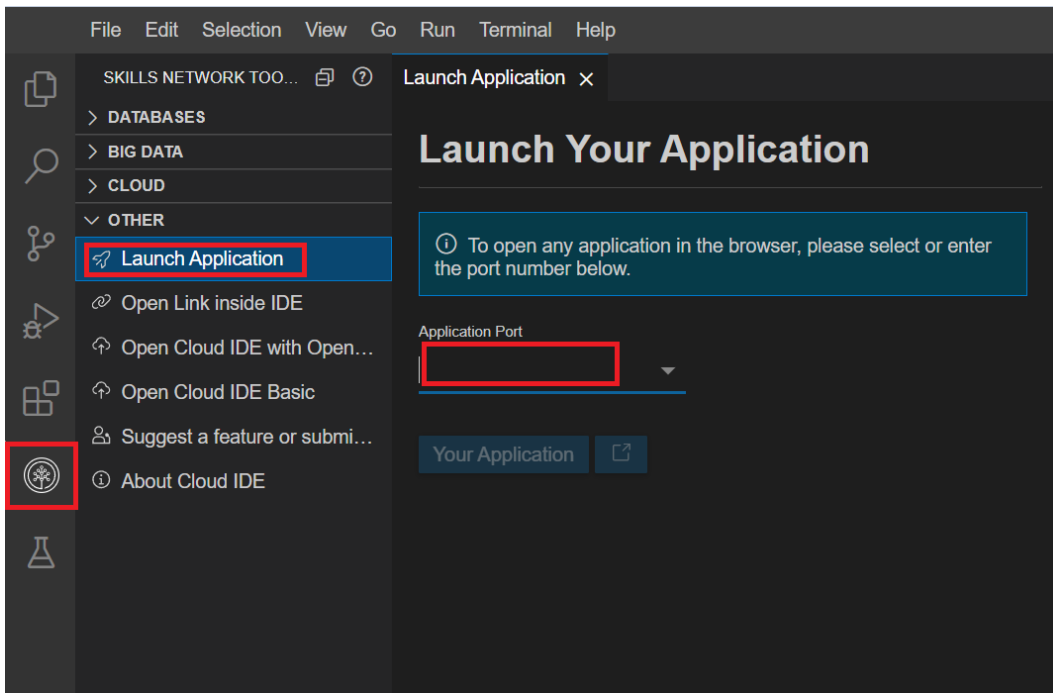 File Edit Selection View Go Run Terminal Help
SKILLS NETWORK TOO...
Launch Application
DATABASES
BIG DATA
CLOUD
OTHER
Launch Application
Open Link inside IDE
Open Cloud IDE with Open...
Open Cloud IDE Basic
Suggest a feature or submi...
About Cloud IDE
Launch Your Application
To open any application in the browser, please select or enter
the port number below.
Application Port
Your Application